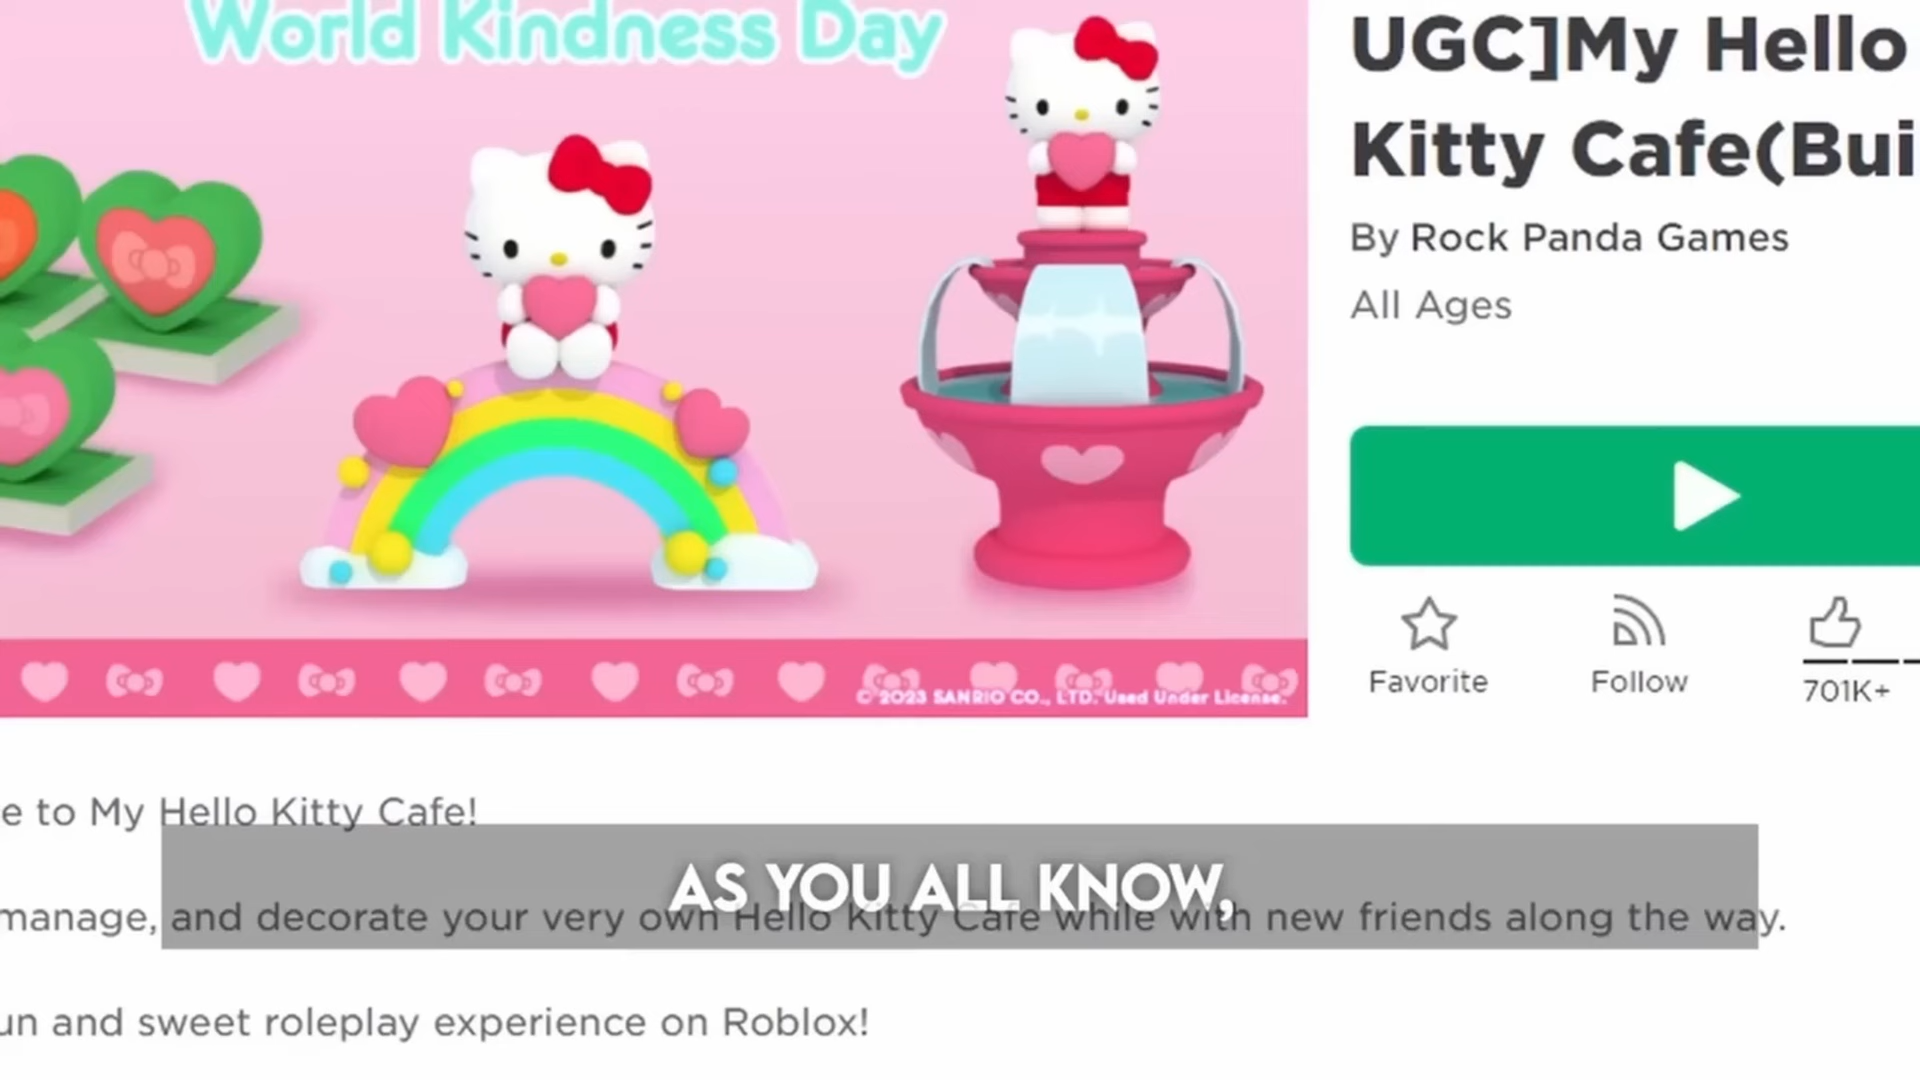 World Kindness Day
UGC]My Hello
Kitty Cafe(Bui
By Rock Panda Games
All Ages
Favorite
Follow
701K+
© 2023 SANRIO CO., LTD. Used Under License.
e to My Hello Kitty Cafe!
AS YOU ALL KNOW,
manage, and decorate your very own Hello Kitty Cafe while with new friends along the way.
un and sweet roleplay experience on Roblox!